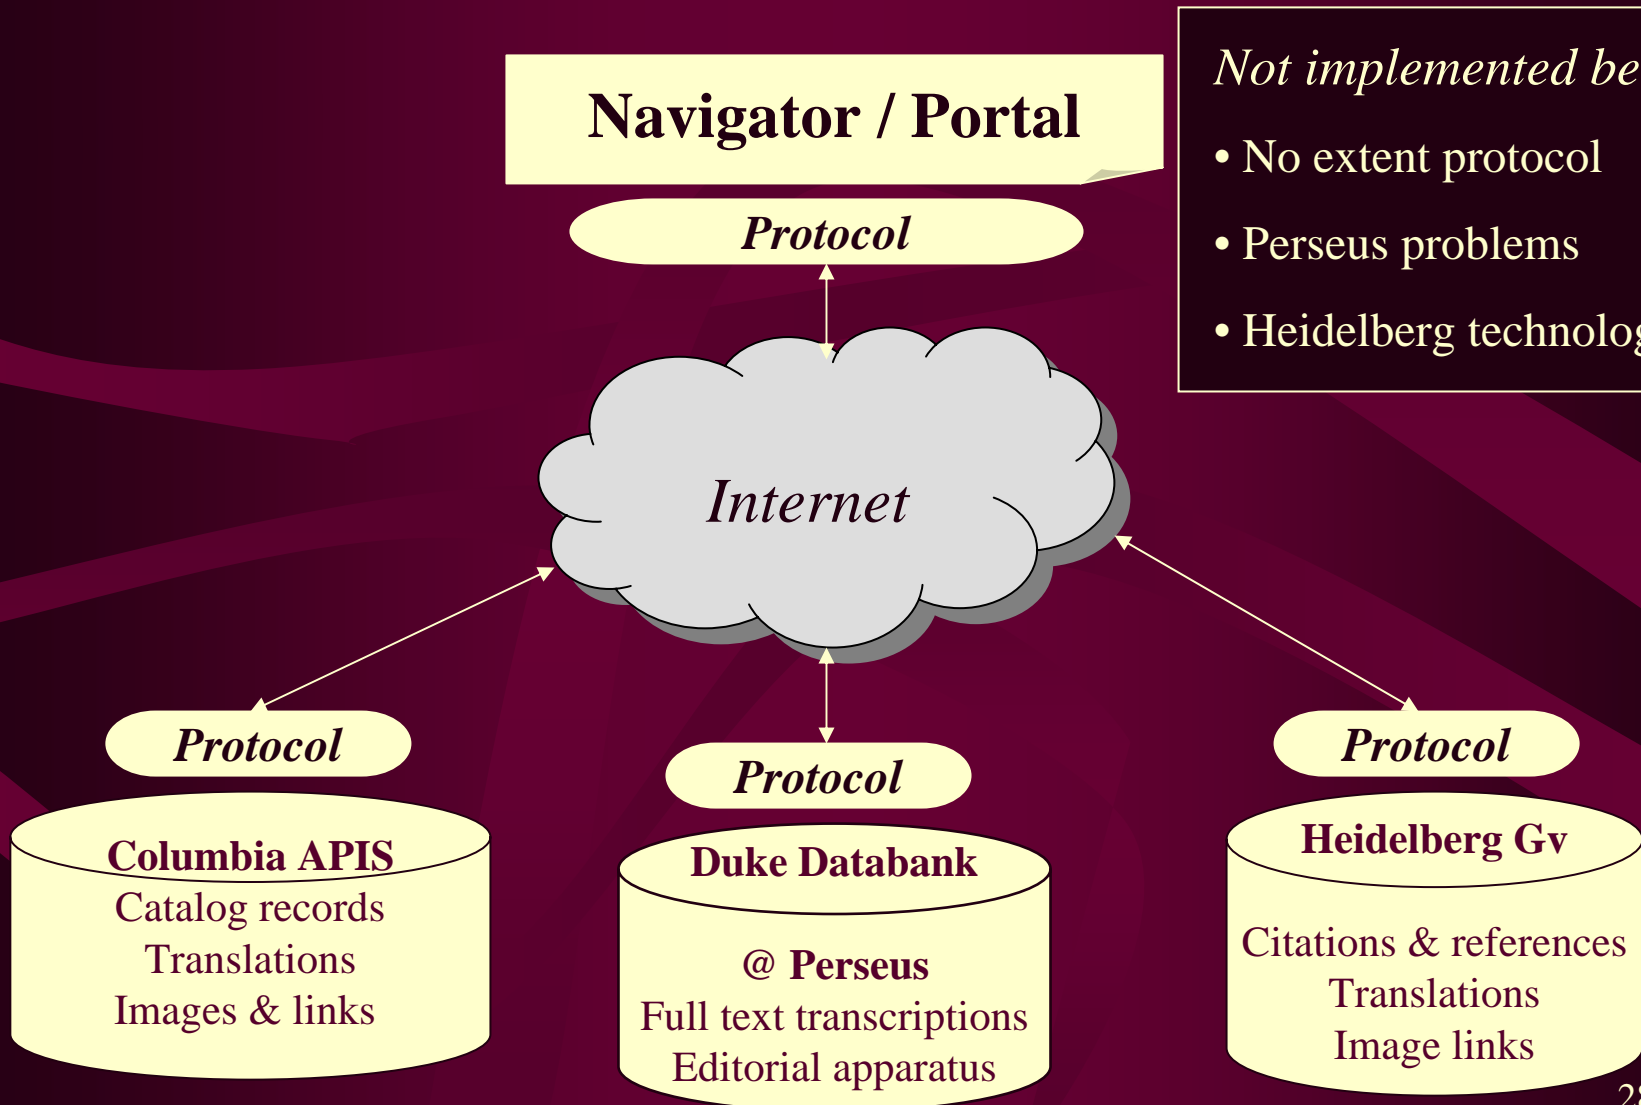 Navigator / Portal
Not implemented be
• No extent protocol
• Perseus problems
• Heidelberg technolog
Protocol
Internet
Protocol
Protocol
Protocol
Columbia APIS
Catalog records
Translations
Images & links
Duke Databank
@ Perseus
Full text transcriptions
Editorial apparatus
Heidelberg Gv
Citations & references
Translations
Image links
28